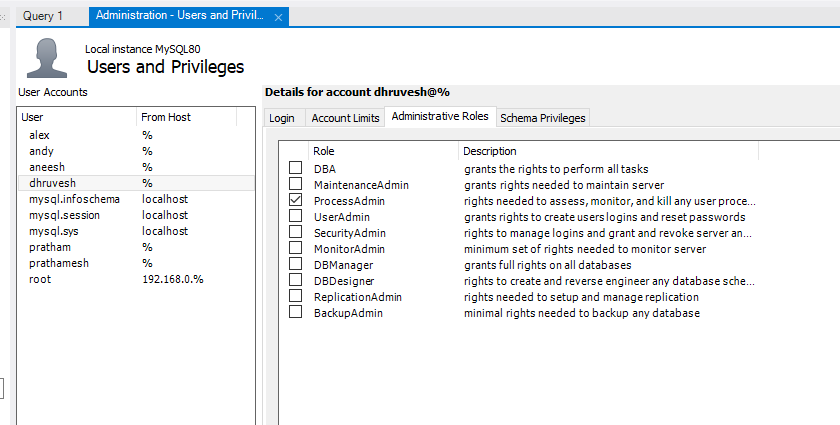 Query 1
Administration - Users and Privil...
Local instance MySQL80
Users and Privileges
User Accounts
User From Host
alex %
andy %
aneesh %
dhruvesh %
mysql.infoschema localhost
mysql.session localhost
mysql.sys localhost
pratham %
prathamesh %
root 192.168.0.%
Details for account dhruvesh@%
Login Account Limits Administrative Roles Schema Privileges
Role Description
DBA grants the rights to perform all tasks
MaintenanceAdmin grants rights needed to maintain server
ProcessAdmin rights needed to assess, monitor, and kill any user proce...
UserAdmin grants rights to create users logins and reset passwords
SecurityAdmin rights to manage logins and grant and revoke server an...
MonitorAdmin minimum set of rights needed to monitor server
DBManager grants full rights on all databases
DBDesigner rights to create and reverse engineer any database sche...
ReplicationAdmin rights needed to setup and manage replication
BackupAdmin minimal rights needed to backup any database